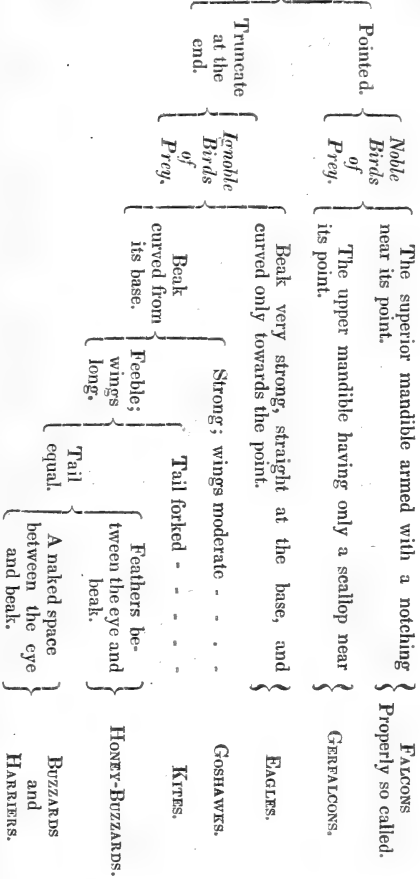 Pointed.
Noble
Birds
of
Prey.
The superior mandible armed with a notching
near its point.
FALCONS
Properly so called.
The upper mandible having only a scallop near
its point.
GERFALCONS.
Truncate
at the
end.
Ignoble
Birds
of
Prey.
Beak very strong, straight at the base, and
curved only towards the point.
EAGLES.
Beak
curved from
its base.
Strong; wings moderate - - - -
GOSHAWKS.
Feeble;
wings
long.
Tail forked - - - - -
KITES.
Tail
equal.
Feathers be-
tween the eye and
beak.
HONEY-BUZZARDS.
A naked space
between the eye
and beak.
BUZZARDS
and
HARRIERS.